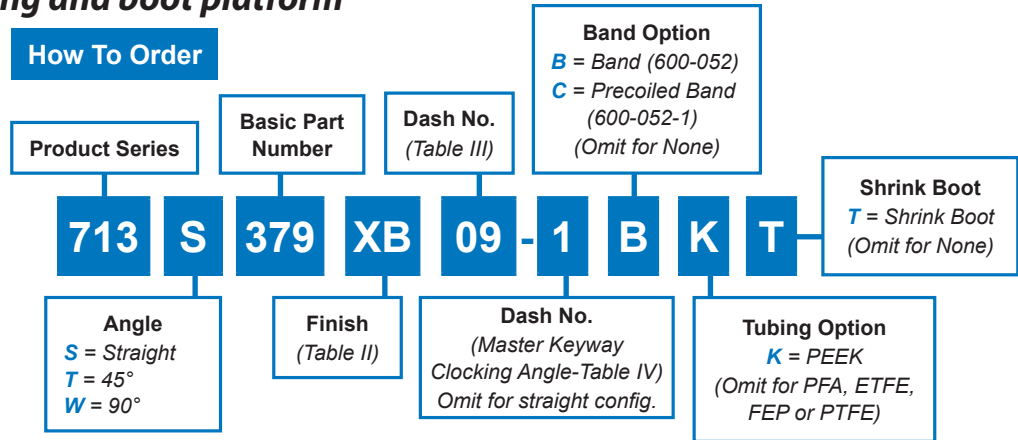 ng and boot platform
How To Order
Product Series
Basic Part
Number
Dash No.
(Table III)
Band Option
B = Band (600-052)
C = Precoiled Band
(600-052-1)
(Omit for None)
Shrink Boot
T = Shrink Boot
(Omit for None)
713 S 379 XB 09 - 1 B K T
Angle
S = Straight
T = 45°
W = 90°
Finish
(Table II)
Dash No.
(Master Keyway
Clocking Angle-Table IV)
Omit for straight config.
Tubing Option
K = PEEK
(Omit for PFA, ETFE,
FEP or PTFE)